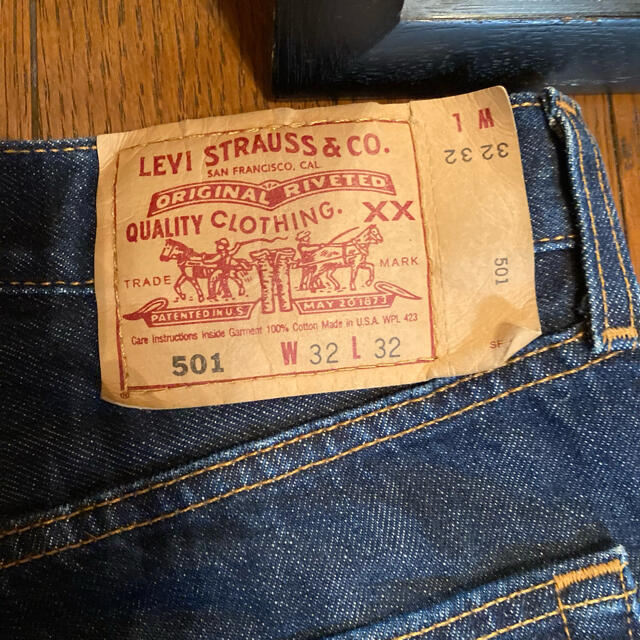 LEVI STRAUSS & CO.
SAN FRANCISCO, CAL
ORIGINAL RIVETED
QUALITY CLOTHING. XX
TRADE MARK
PATENTED IN U.S. MAY 20 1873
Care Instructions Inside Garment 100% Cotton Made in U.S.A. WPL 423
501 W 32 L 32
W L
32 32
501
SF